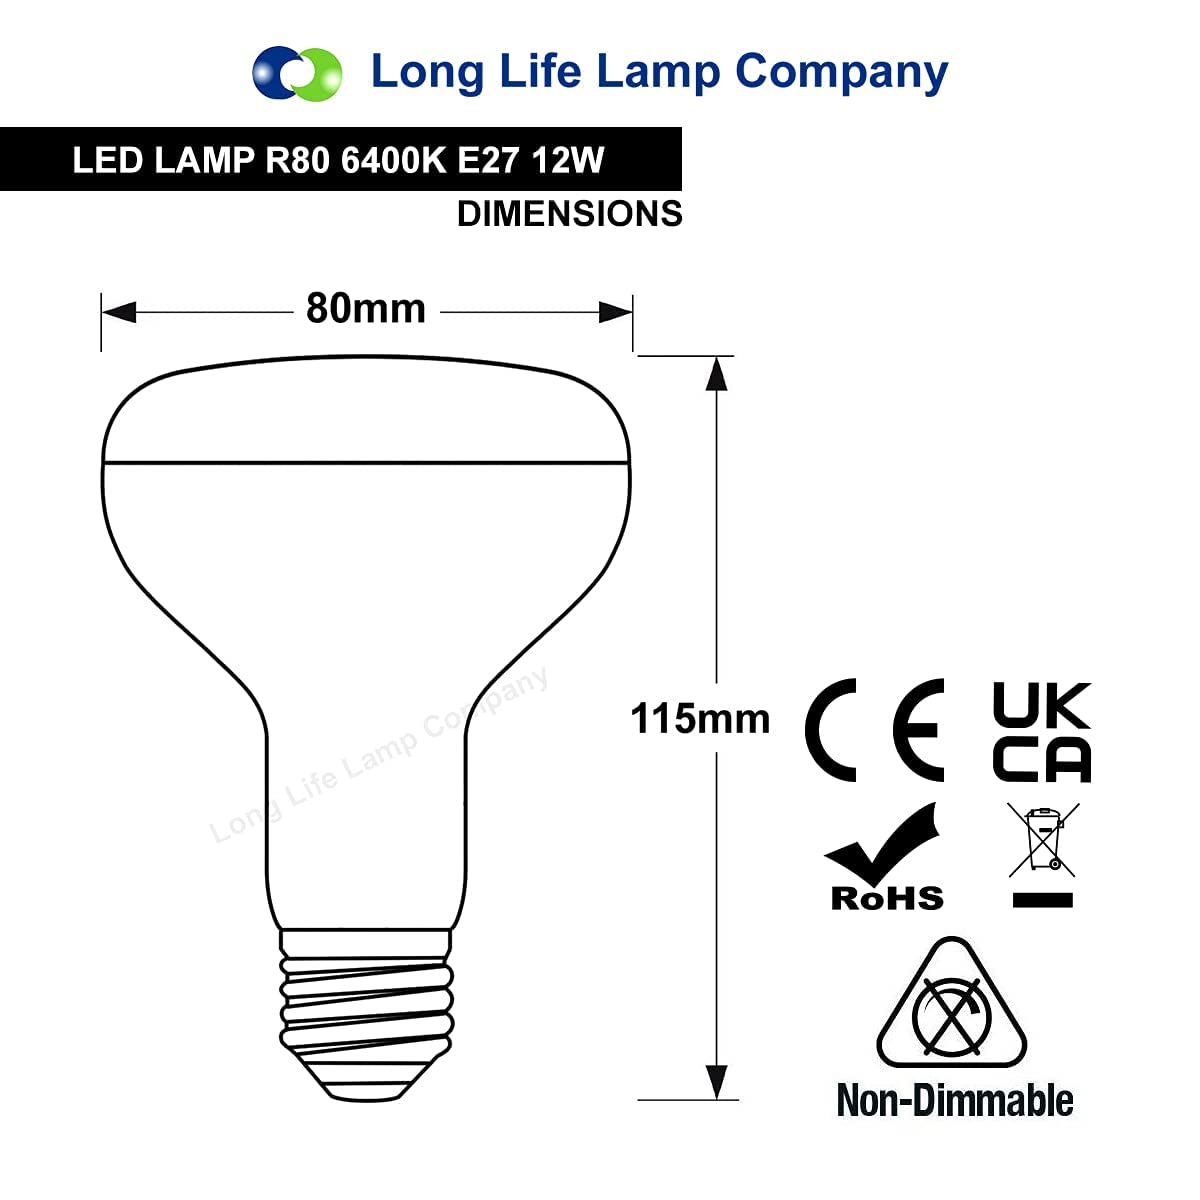 Long Life Lamp Company
LED LAMP R80 6400K E27 12W
DIMENSIONS
80mm
115mm
Long Life Lamp Company
CE
UK
CA
RoHS
Non-Dimmable